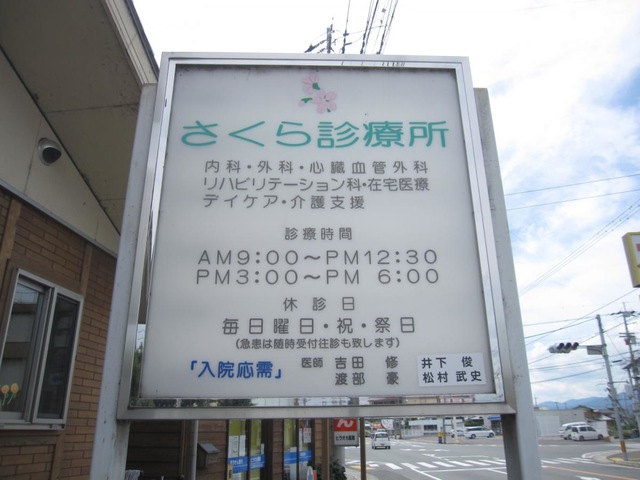 さくら診療所
内科・外科・心臓血管外科
リハビリテーション科・在宅医療
デイケア・介護支援
診療時間
AM9:00〜PM12:30
PM3:00〜PM 6:00
休診日
毎日曜日・祝・祭日
(急患は随時受付往診も致します)
「入院応需」 医師 吉田 修 井下 俊
渡部 豪 松村 武史